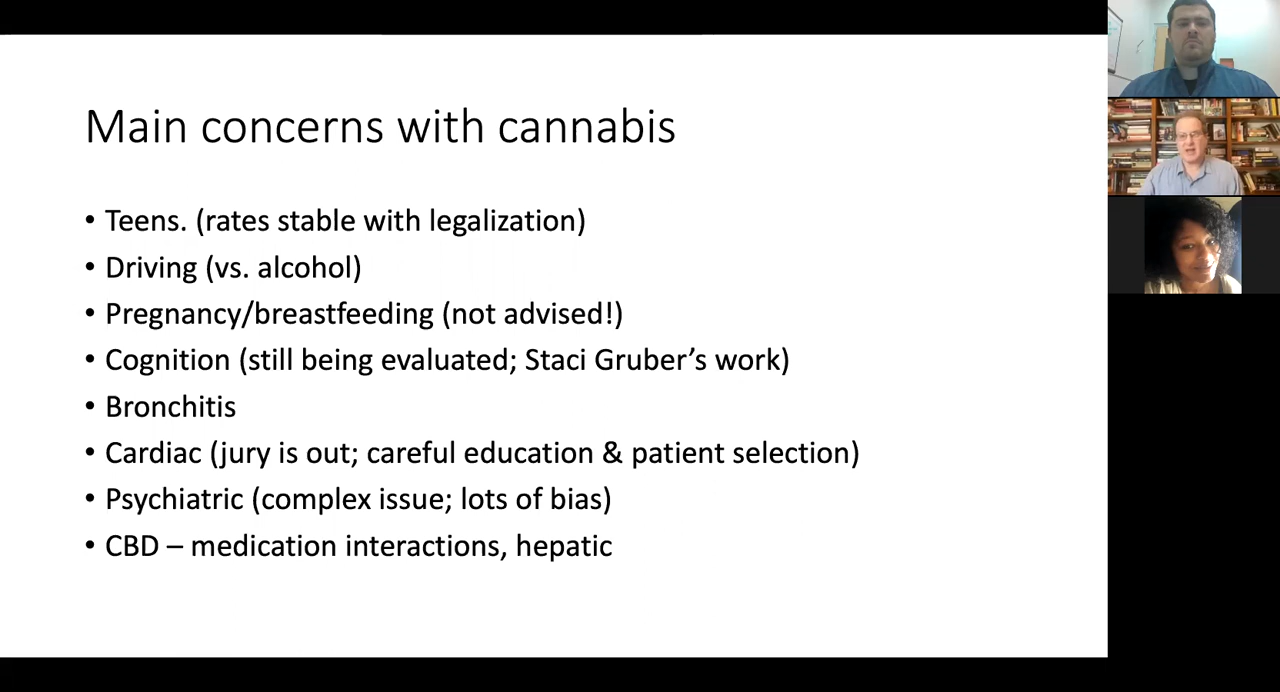 Main concerns with cannabis
• Teens. (rates stable with legalization)
• Driving (vs. alcohol)
• Pregnancy/breastfeeding (not advised!)
• Cognition (still being evaluated; Staci Gruber’s work)
• Bronchitis
• Cardiac (jury is out; careful education & patient selection)
• Psychiatric (complex issue; lots of bias)
• CBD – medication interactions, hepatic